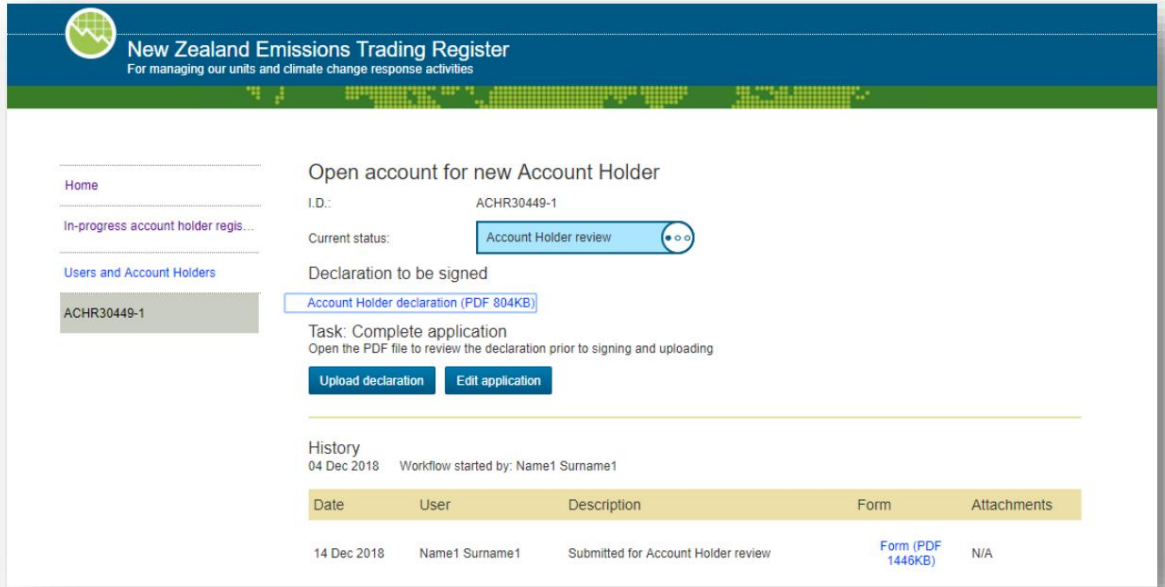 New Zealand Emissions Trading Register
For managing our units and climate change response activities
Home
In-progress account holder regis...
Users and Account Holders
ACHR30449-1
Open account for new Account Holder
I.D.: ACHR30449-1
Current status: Account Holder review
Declaration to be signed
Account Holder declaration (PDF 804KB)
Task: Complete application
Open the PDF file to review the declaration prior to signing and uploading
Upload declaration Edit application
History
04 Dec 2018 Workflow started by: Name1 Surname1
Date User Description Form Attachments
14 Dec 2018 Name1 Surname1 Submitted for Account Holder review Form (PDF 1446KB) N/A